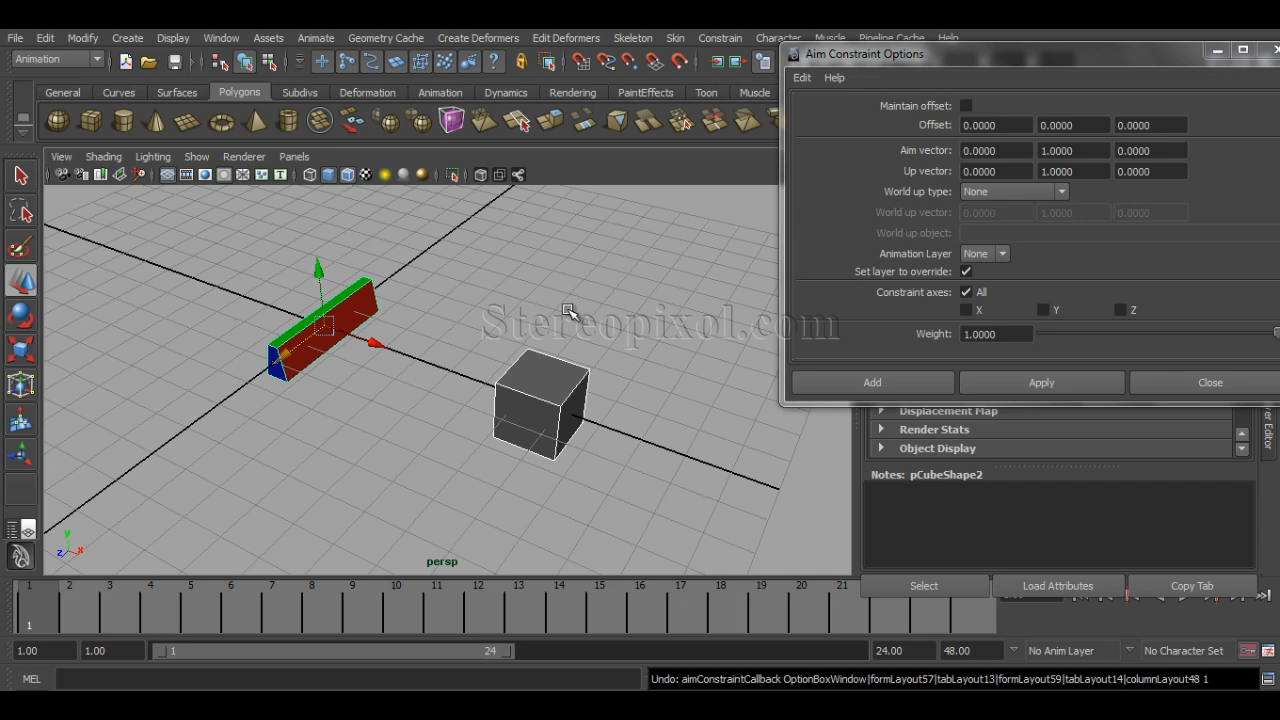 File Edit Modify Create Display Window Assets Animate Geometry Cache Create Deformers Edit Deformers Skeleton Skin Constrain Character Muscle Pipeline Cache Help
Animation
General Curves Surfaces Polygons Subdivs Deformation Animation Dynamics Rendering PaintEffects Toon Muscle
View Shading Lighting Show Renderer Panels
Aim Constraint Options
Edit Help
Maintain offset:
Offset: 0.0000 0.0000 0.0000
Aim vector: 0.0000 1.0000 0.0000
Up vector: 0.0000 1.0000 0.0000
World up type: None
World up vector: 0.0000 1.0000 0.0000
World up object:
Animation Layer None
Set layer to override:
Constraint axes: All
X Y Z
Weight: 1.0000
Add Apply Close
Stereopixol.com
Displacement Map
Render Stats
Object Display
Notes: pCubeShape2
Select Load Attributes Copy Tab
y
z x
persp
1 2 3 4 5 6 7 8 9 10 11 12 13 14 15 16 17 18 19 20 21
1
1.00 1.00 1 24 24.00 48.00 No Anim Layer No Character Set
MEL
Undo: aimConstraintCallback OptionBoxWindow|formLayout57|tabLayout13|formLayout59|tabLayout14|columnLayout48 1